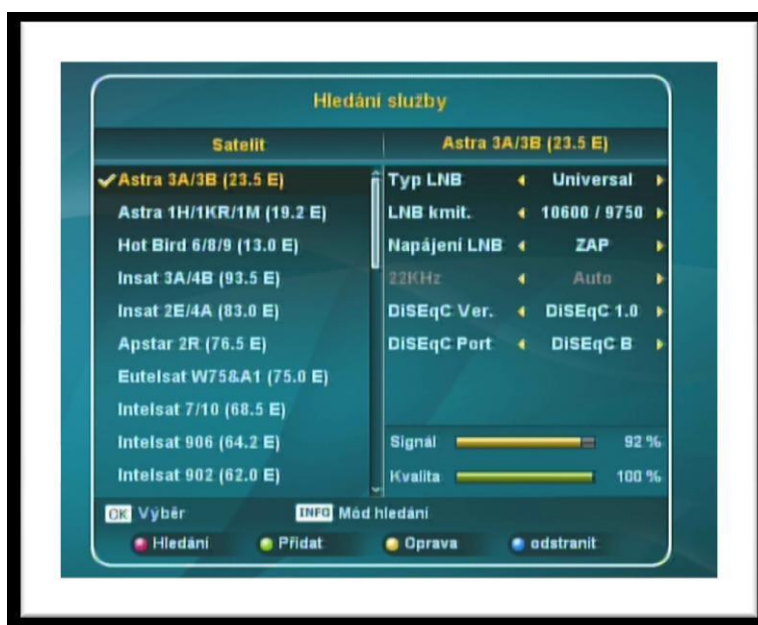 Hledání služby
Satelit
Astra 3A/3B (23.5 E)
Astra 3A/3B (23.5 E)
Astra 1H/1KR/1M (19.2 E)
Hot Bird 6/8/9 (13.0 E)
Insat 3A/4B (93.5 E)
Insat 2E/4A (83.0 E)
Apstar 2R (76.5 E)
Eutelsat W75&A1 (75.0 E)
Intelsat 7/10 (68.5 E)
Intelsat 906 (64.2 E)
Intelsat 902 (62.0 E)
Typ LNB Universal
LNB kmit. 10600 / 9750
Napájení LNB ZAP
22KHz Auto
DiSEqC Ver. DiSEqC 1.0
DiSEqC Port DiSEqC B
Signál 92 %
Kvalita 100 %
OK Výběr INFO Mód hledání
Hledání Přidat Oprava odstranit